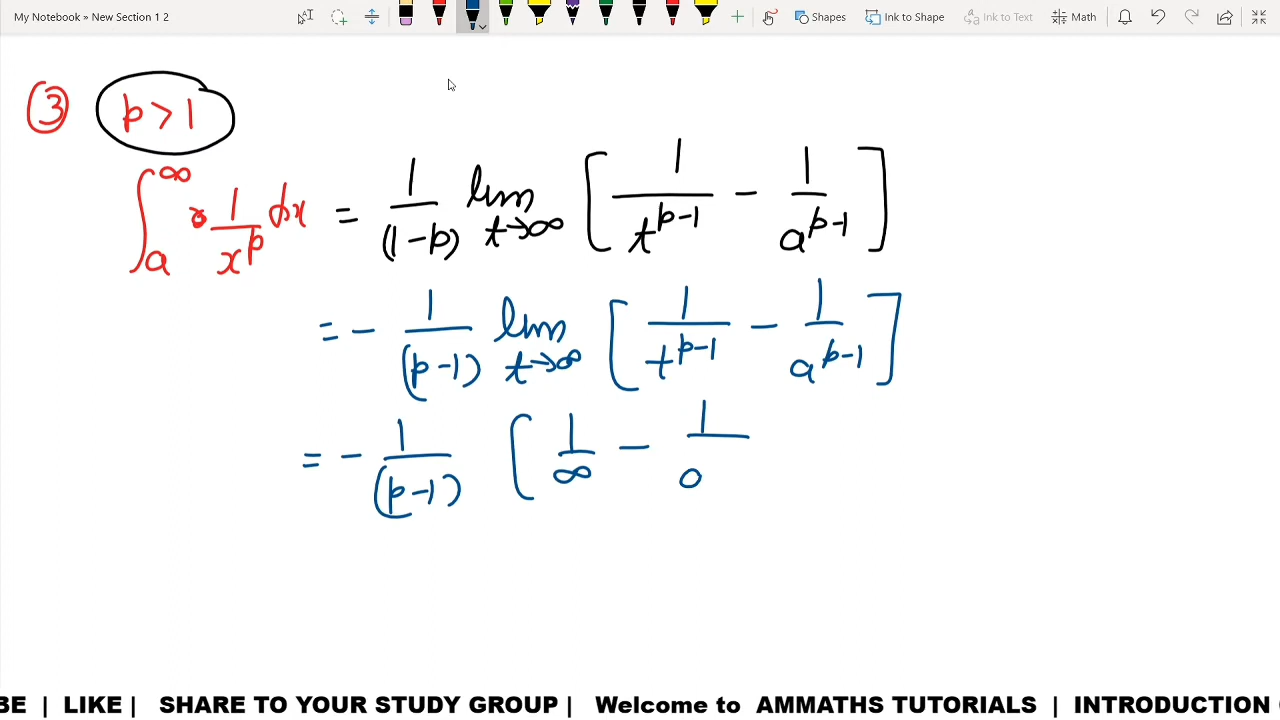 My Notebook » New Section 1 2
Shapes Ink to Shape Ink to Text Math
③ p > 1
∫_a^∞ 1/x^p dx = 1/(1-p) lim t→∞ [ 1/t^(p-1) - 1/a^(p-1) ]
= - 1/(p-1) lim t→∞ [ 1/t^(p-1) - 1/a^(p-1) ]
= - 1/(p-1) [ 1/∞ - 1/0
BE | LIKE | SHARE TO YOUR STUDY GROUP | Welcome to AMMATHS TUTORIALS | INTRODUCTION